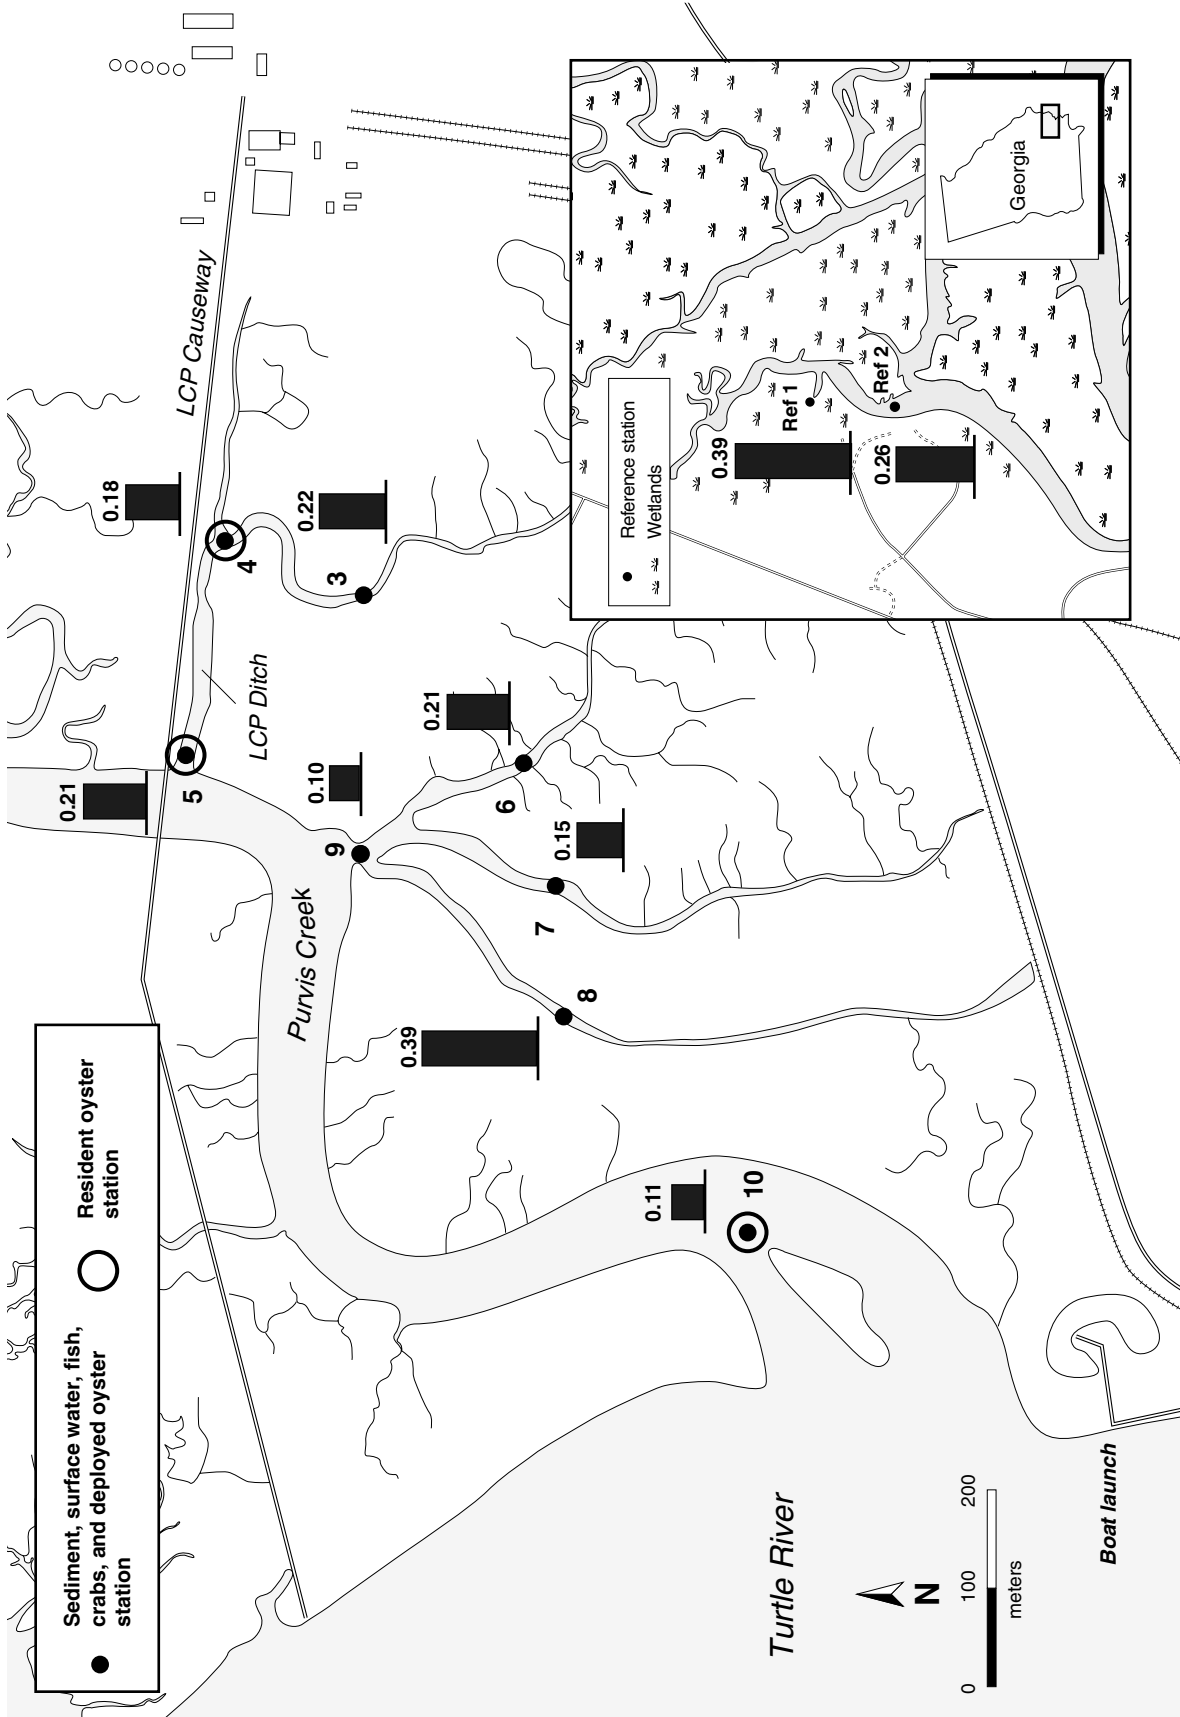 Sediment, surface water, fish,
crabs, and deployed oyster
station
Resident oyster
station
LCP Causeway
LCP Ditch
Purvis Creek
Turtle River
Boat launch
N
0 100 200
meters
0.21
5
0.18
4
0.22
3
0.10
9
0.21
6
0.15
7
0.39
8
0.11
10
Reference station
Wetlands
0.39
Ref 1
0.26
Ref 2
Georgia